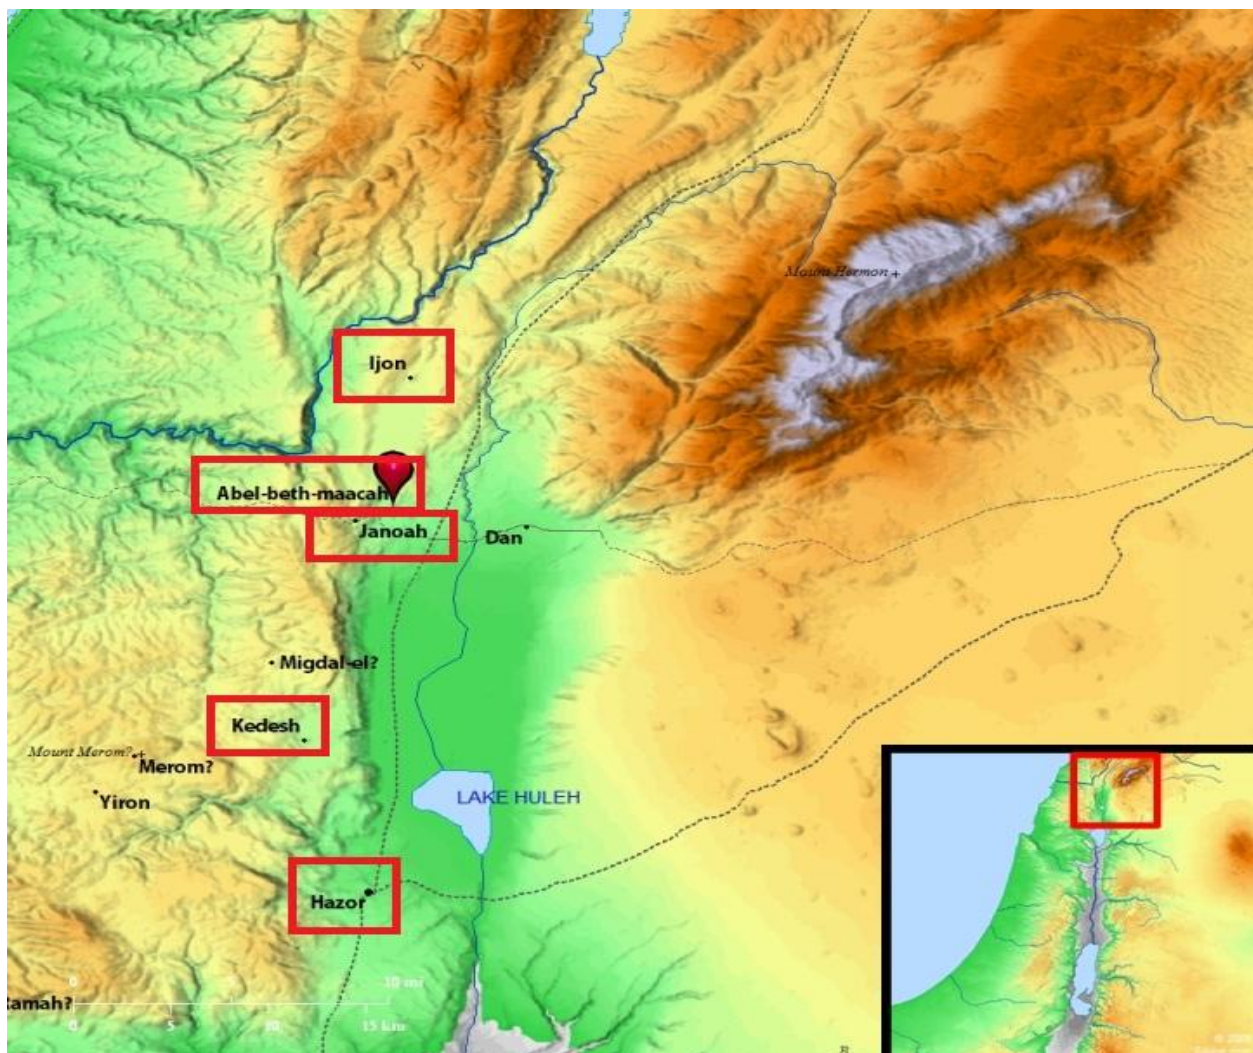 Mount Hermon
Ijon
Abel-beth-maacah
Janoah
Dan
Migdal-el?
Kedesh
Mount Merom?
Merom?
Yiron
LAKE HULEH
Hazor
0
10 mi
Ramah?
0
5
10
15 km